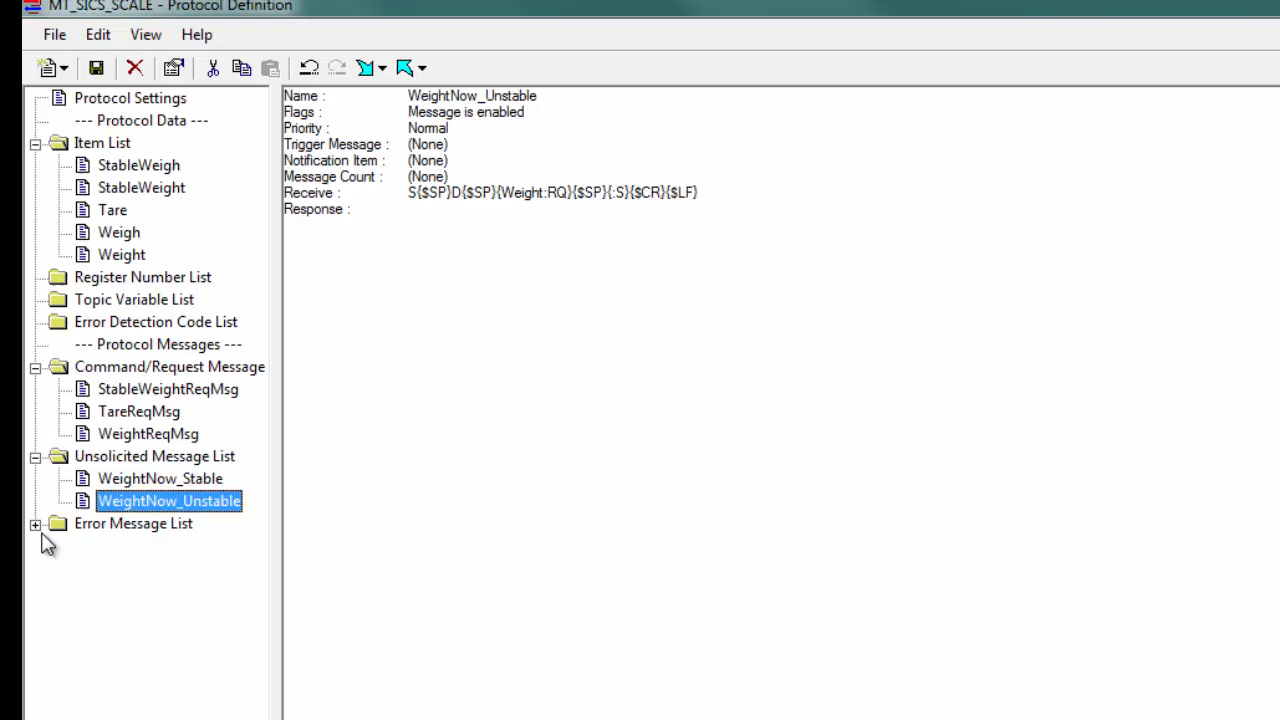 MT_SICS_SCALE - Protocol Definition
File Edit View Help
Protocol Settings
--- Protocol Data ---
Item List
StableWeigh
StableWeight
Tare
Weigh
Weight
Register Number List
Topic Variable List
Error Detection Code List
--- Protocol Messages ---
Command/Request Message
StableWeightReqMsg
TareReqMsg
WeightReqMsg
Unsolicited Message List
WeightNow_Stable
WeightNow_Unstable
Error Message List
Name : WeightNow_Unstable
Flags : Message is enabled
Priority : Normal
Trigger Message : (None)
Notification Item : (None)
Message Count : (None)
Receive : S{$SP}D{$SP}{Weight:RQ}{$SP}{:S}{$CR}{$LF}
Response :